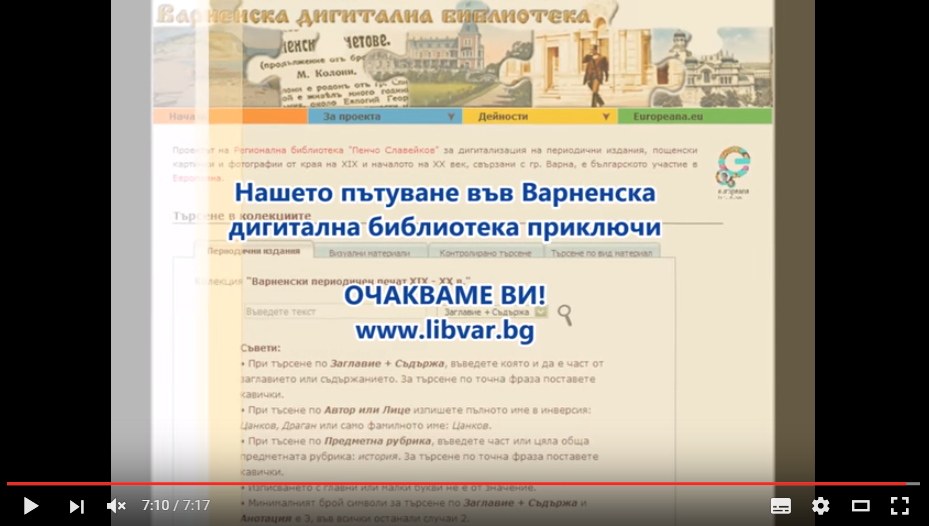 Варненска дигитална библиотека
ленски четове.
(продължение отъ бр
М. Колони.
Нача
За проекта
Дейности
Europeana.eu
Проектът на Регионална библиотека "Пенчо Славейков" за дигитализация на периодични издания, пощенски
картички и фотографии от края на XIX и началото на XX век, свързани с гр. Варна, е българското участие в
Европеана.
Нашето пътуване във Варненска
дигитална библиотека приключи
Търсене в колекциите
Периодични издания
Визуални материали
Контролирано търсене
Търсене по вид материал
Колекция "Варненски периодичен печат XIX - XX в."
ОЧАКВАМЕ ВИ!
Въведете текст
Заглавие + Съдържа
www.libvar.bg
Съвети:
• При търсене по Заглавие + Съдържа, въведете която и да е част от
заглавието или съдържанието. За търсене по точна фраза поставете
кавички.
• При тъсене по Автор или Лице изпишете пълното име в инверсия:
Цанков, Драган или само фамилното име: Цанков.
• При тъсене по Предметна рубрика, въведете част или цяла обща
предметната рубрика: история. За търсене по точна фраза поставете
кавички.
• Изписването с главни или малки букви не е от значение.
• Минималният брой символи за търсене по Заглавие + Съдържа и
Анотация е 3, във всички останали случаи 2.
7:10 / 7:17